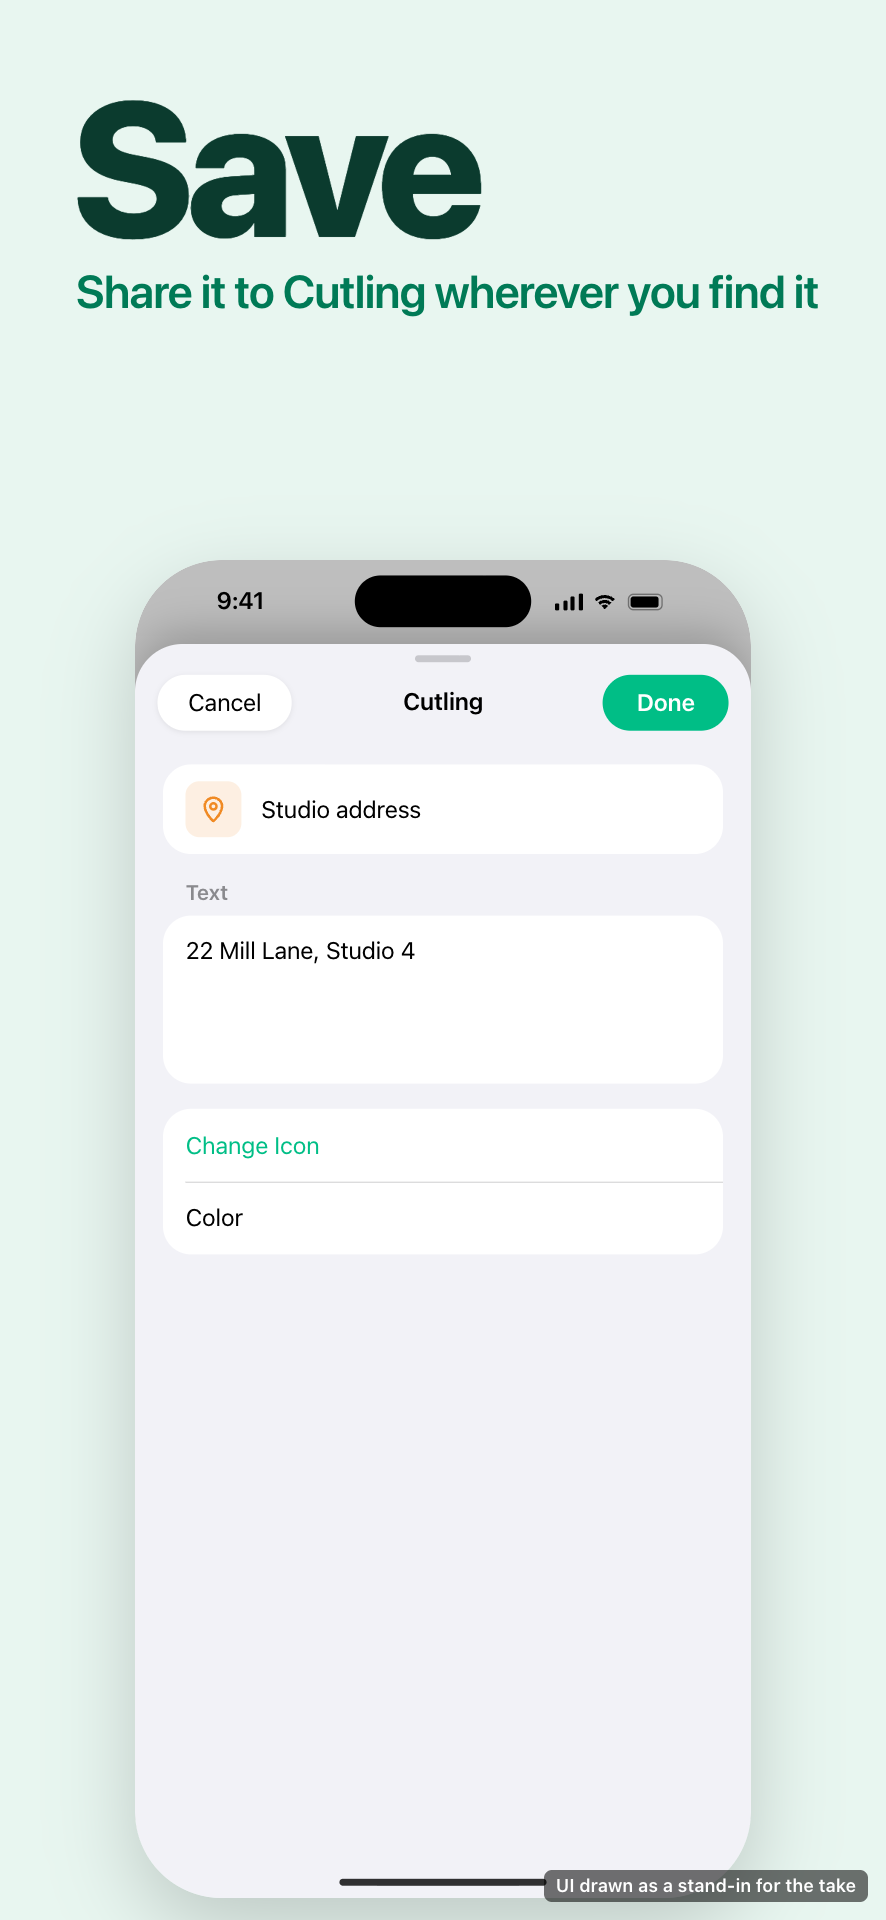 Save
Share it to Cutling wherever you find it
9:41
Cancel
Cutling
Done
Studio address
Text
22 Mill Lane, Studio 4
Change Icon
Color
UI drawn as a stand-in for the take